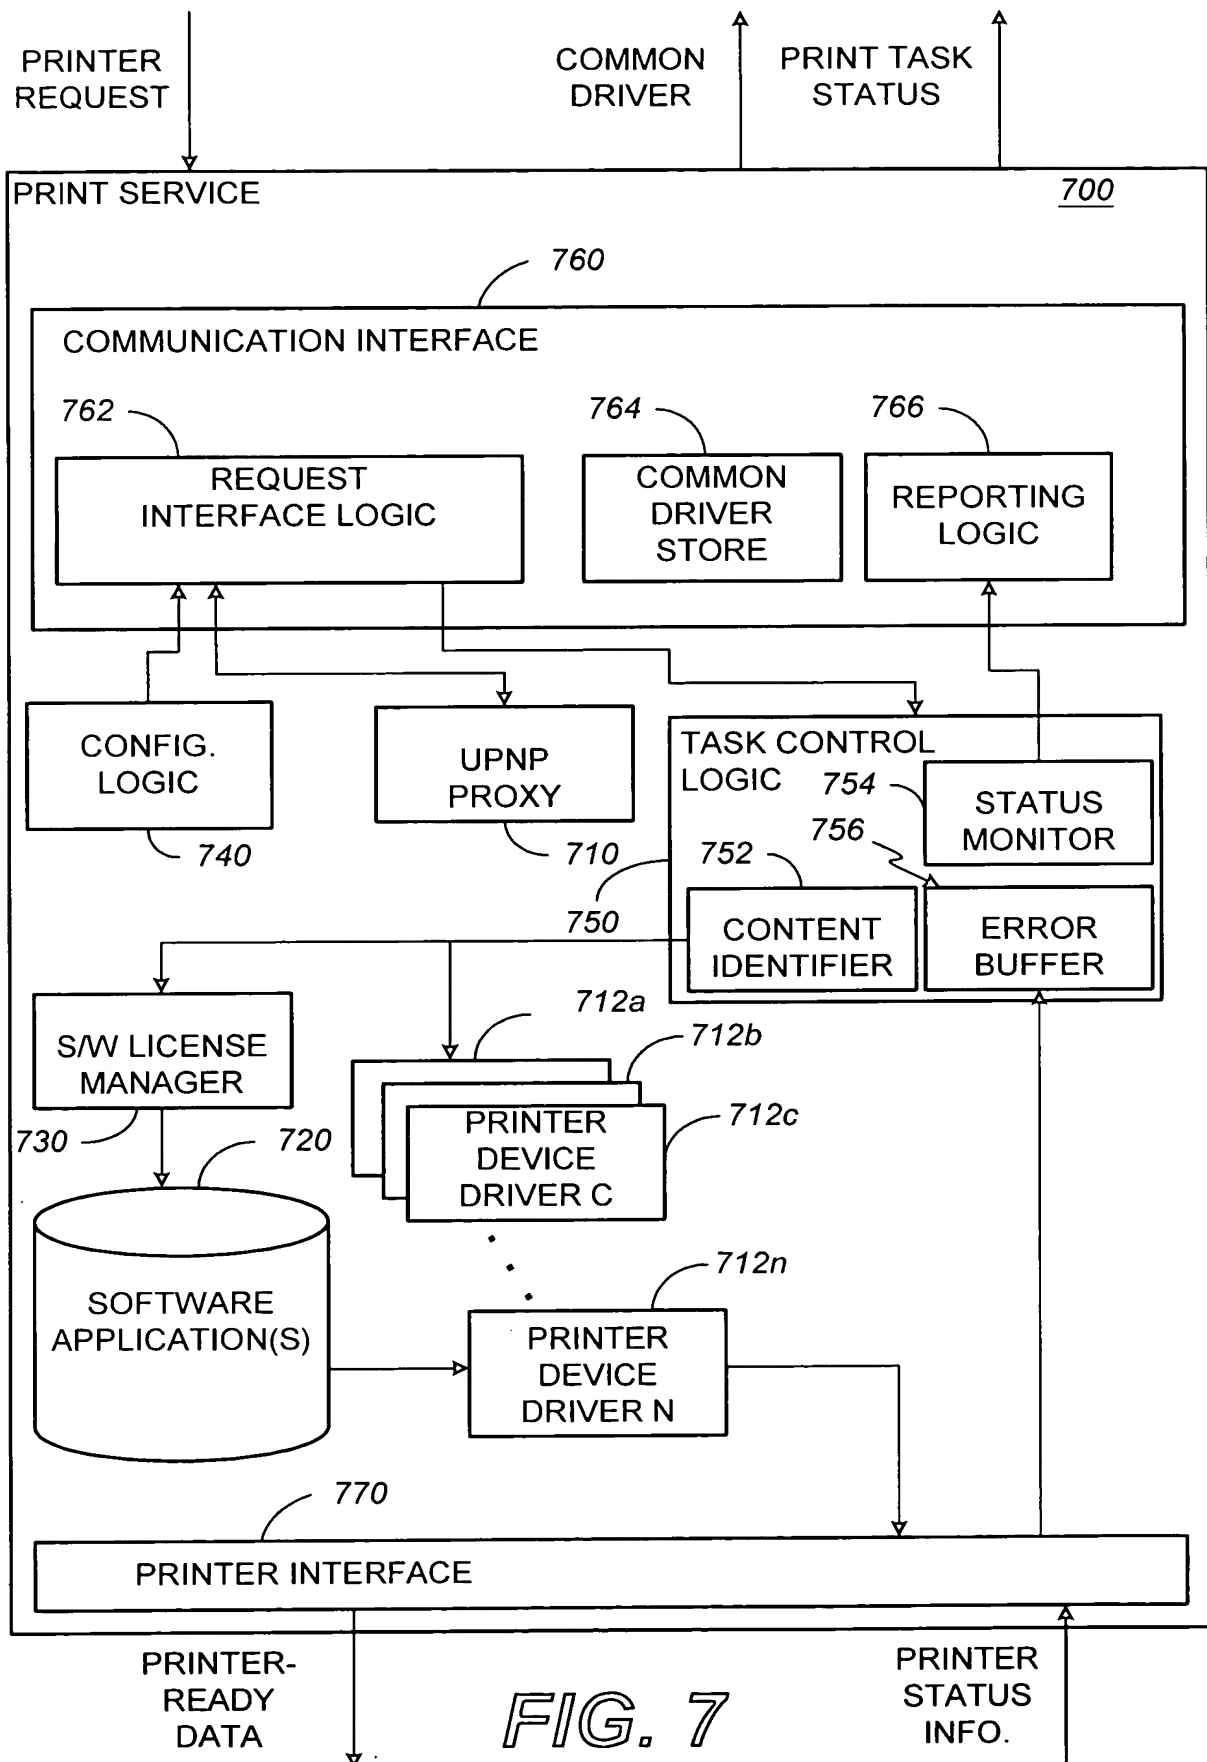 PRINTER
REQUEST
COMMON
DRIVER
PRINT TASK
STATUS
PRINT SERVICE
700
760
COMMUNICATION INTERFACE
762
764
766
REQUEST
INTERFACE LOGIC
COMMON
DRIVER
STORE
REPORTING
LOGIC
CONFIG.
LOGIC
740
UPNP
PROXY
710
TASK CONTROL
LOGIC
754
STATUS
MONITOR
756
752
750
CONTENT
IDENTIFIER
ERROR
BUFFER
S/W LICENSE
MANAGER
730
720
712a
712b
712c
PRINTER
DEVICE
DRIVER C
SOFTWARE
APPLICATION(S)
712n
PRINTER
DEVICE
DRIVER N
770
PRINTER INTERFACE
PRINTER-
READY
DATA
FIG. 7
PRINTER
STATUS
INFO.